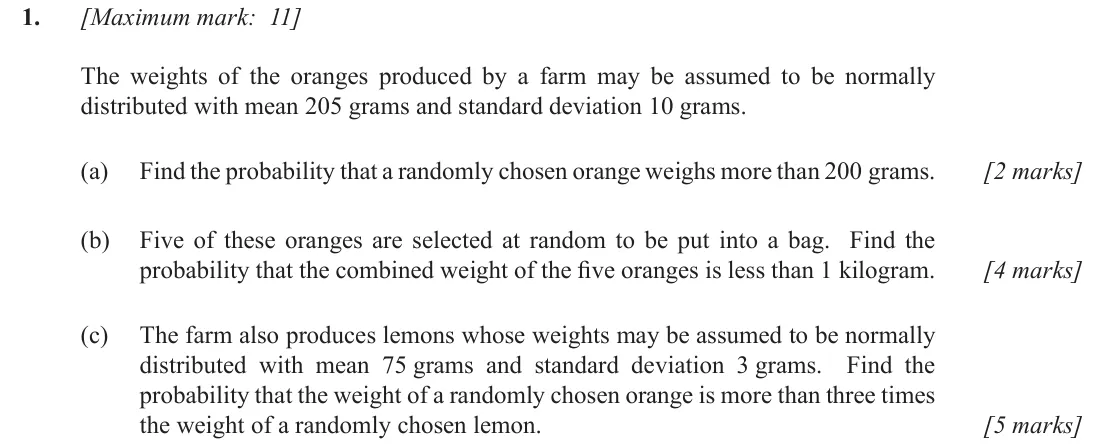 1. [Maximum mark: 11]
The weights of the oranges produced by a farm may be assumed to be normally
distributed with mean 205 grams and standard deviation 10 grams.
(a) Find the probability that a randomly chosen orange weighs more than 200 grams. [2 marks]
(b) Five of these oranges are selected at random to be put into a bag. Find the
probability that the combined weight of the five oranges is less than 1 kilogram. [4 marks]
(c) The farm also produces lemons whose weights may be assumed to be normally
distributed with mean 75 grams and standard deviation 3 grams. Find the
probability that the weight of a randomly chosen orange is more than three times
the weight of a randomly chosen lemon. [5 marks]